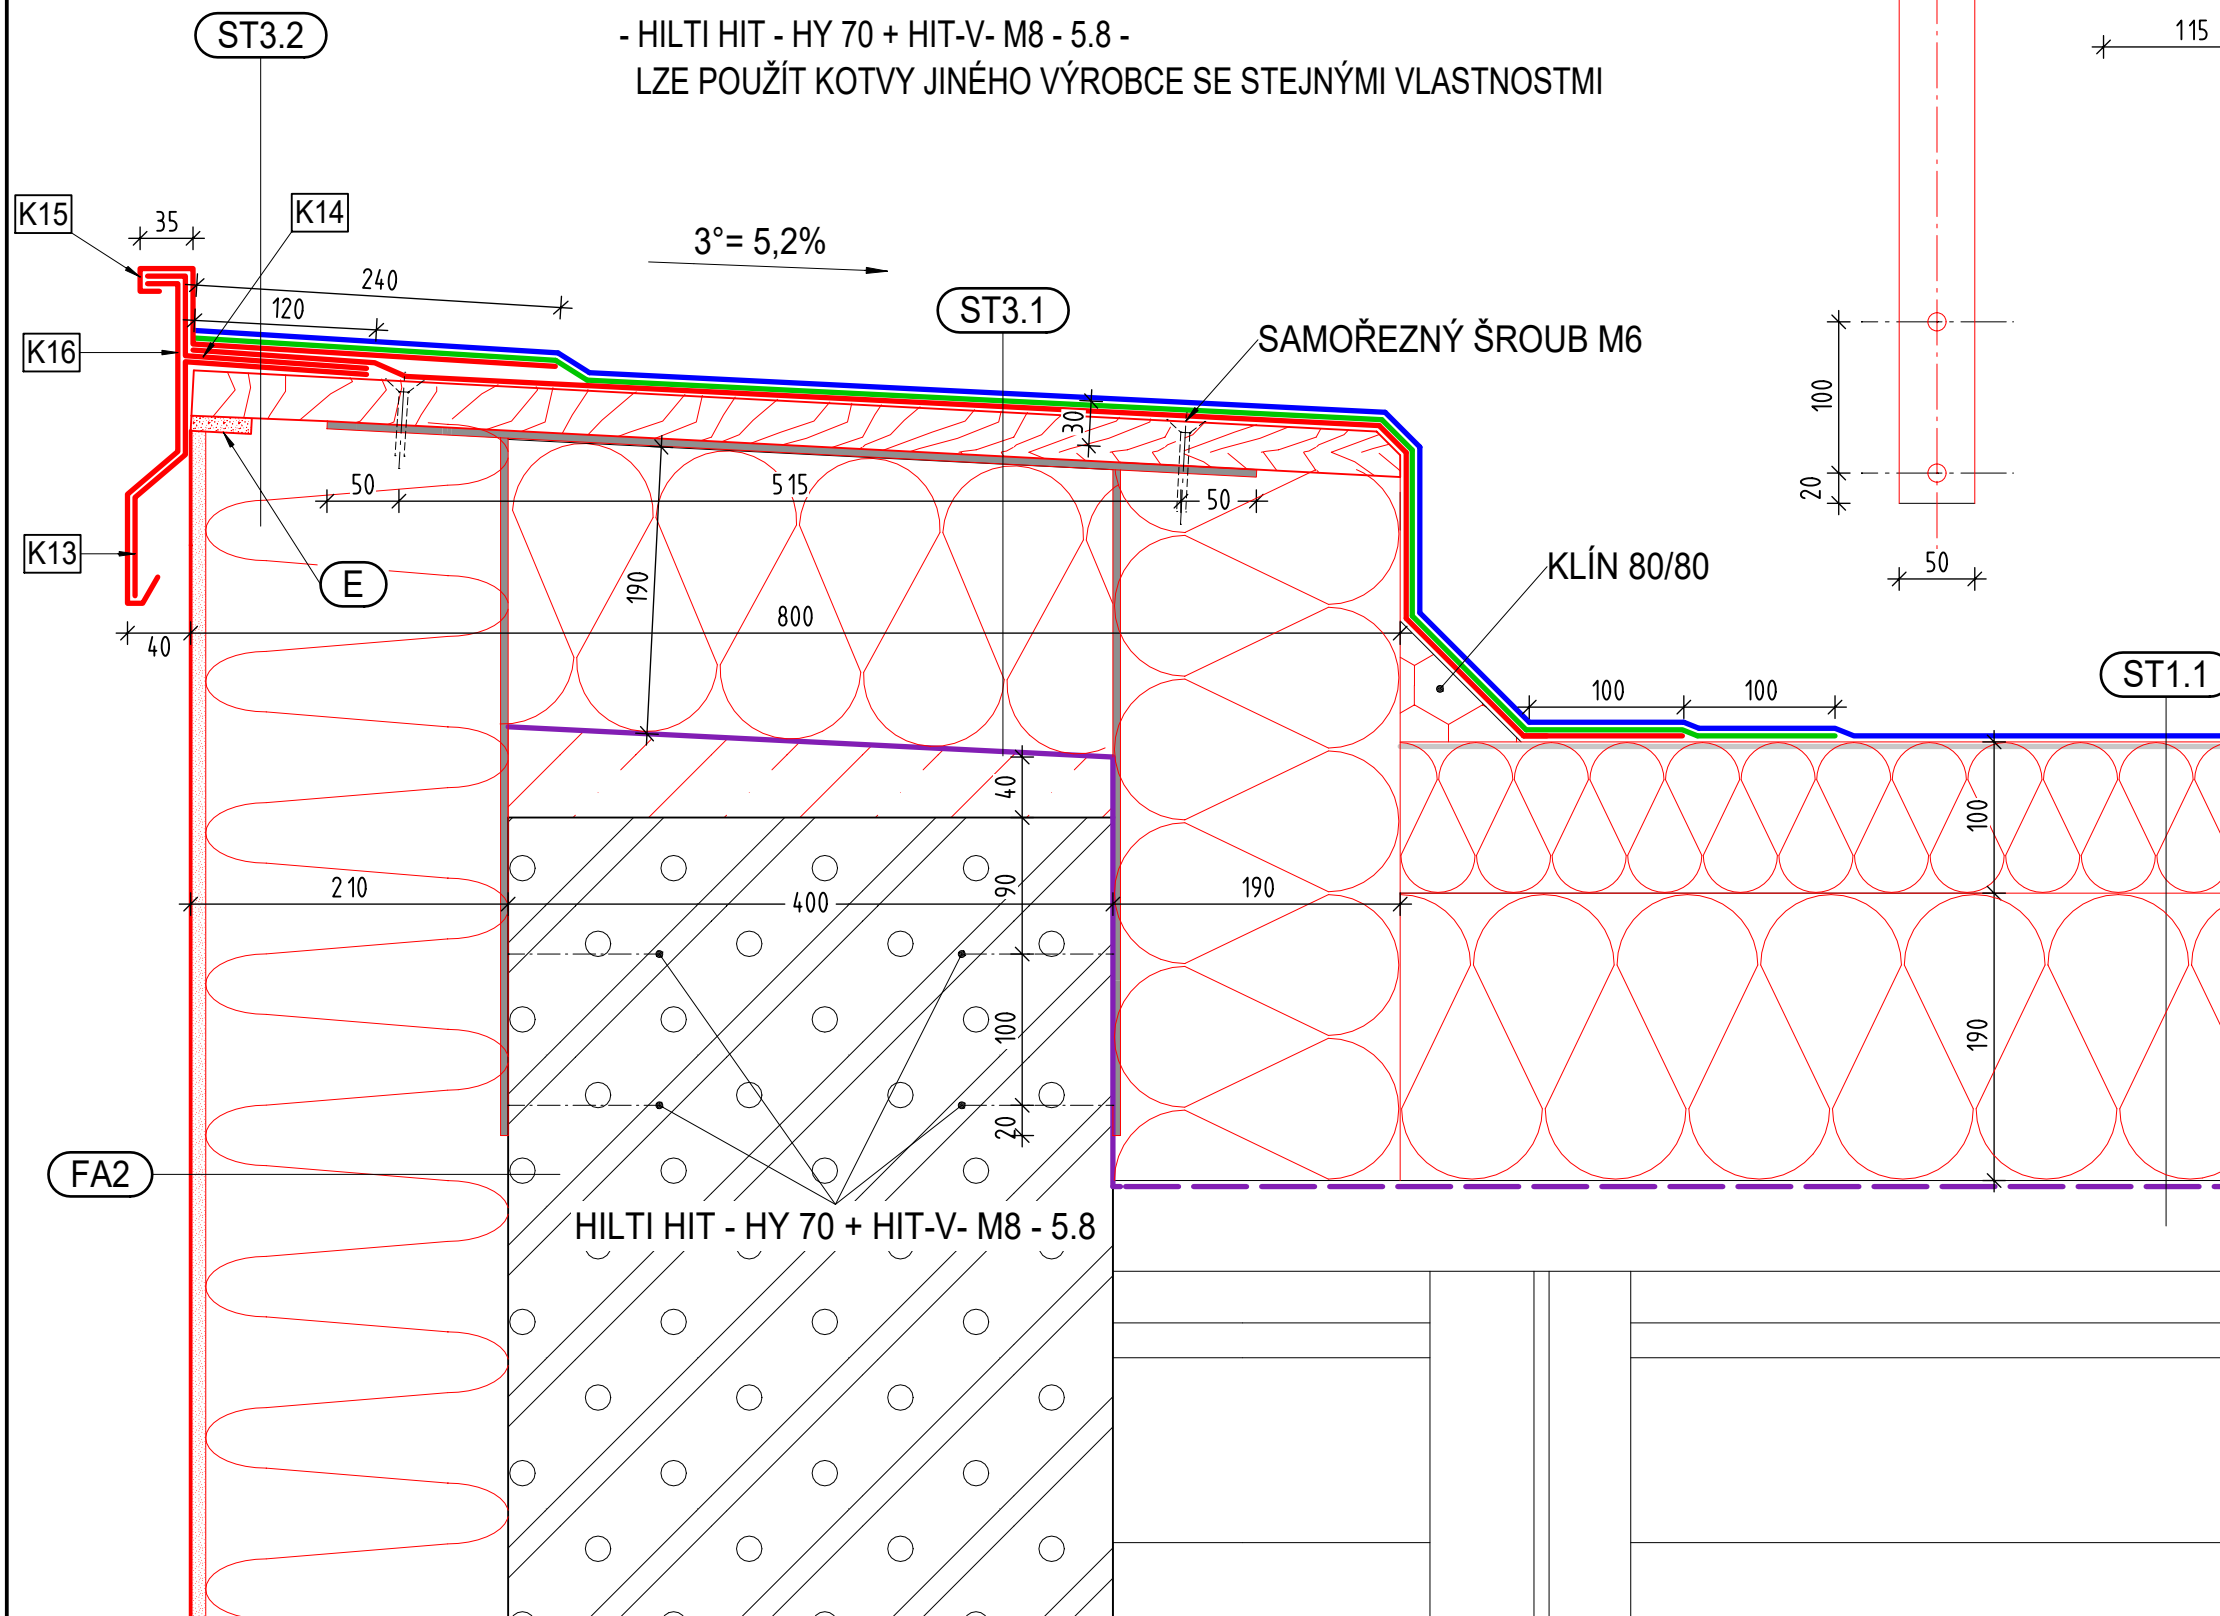 ST3.2
- HILTI HIT - HY 70 + HIT-V- M8 - 5.8 -
LZE POUŽÍT KOTVY JINÉHO VÝROBCE SE STEJNÝMI VLASTNOSTMI
115
K15
35
K14
3°= 5,2%
240
120
ST3.1
SAMOŘEZNÝ ŠROUB M6
K16
30
100
20
50
515
50
K13
E
190
KLÍN 80/80
50
800
40
ST1.1
100
100
40
100
210
400
90
190
100
190
20
FA2
HILTI HIT - HY 70 + HIT-V- M8 - 5.8